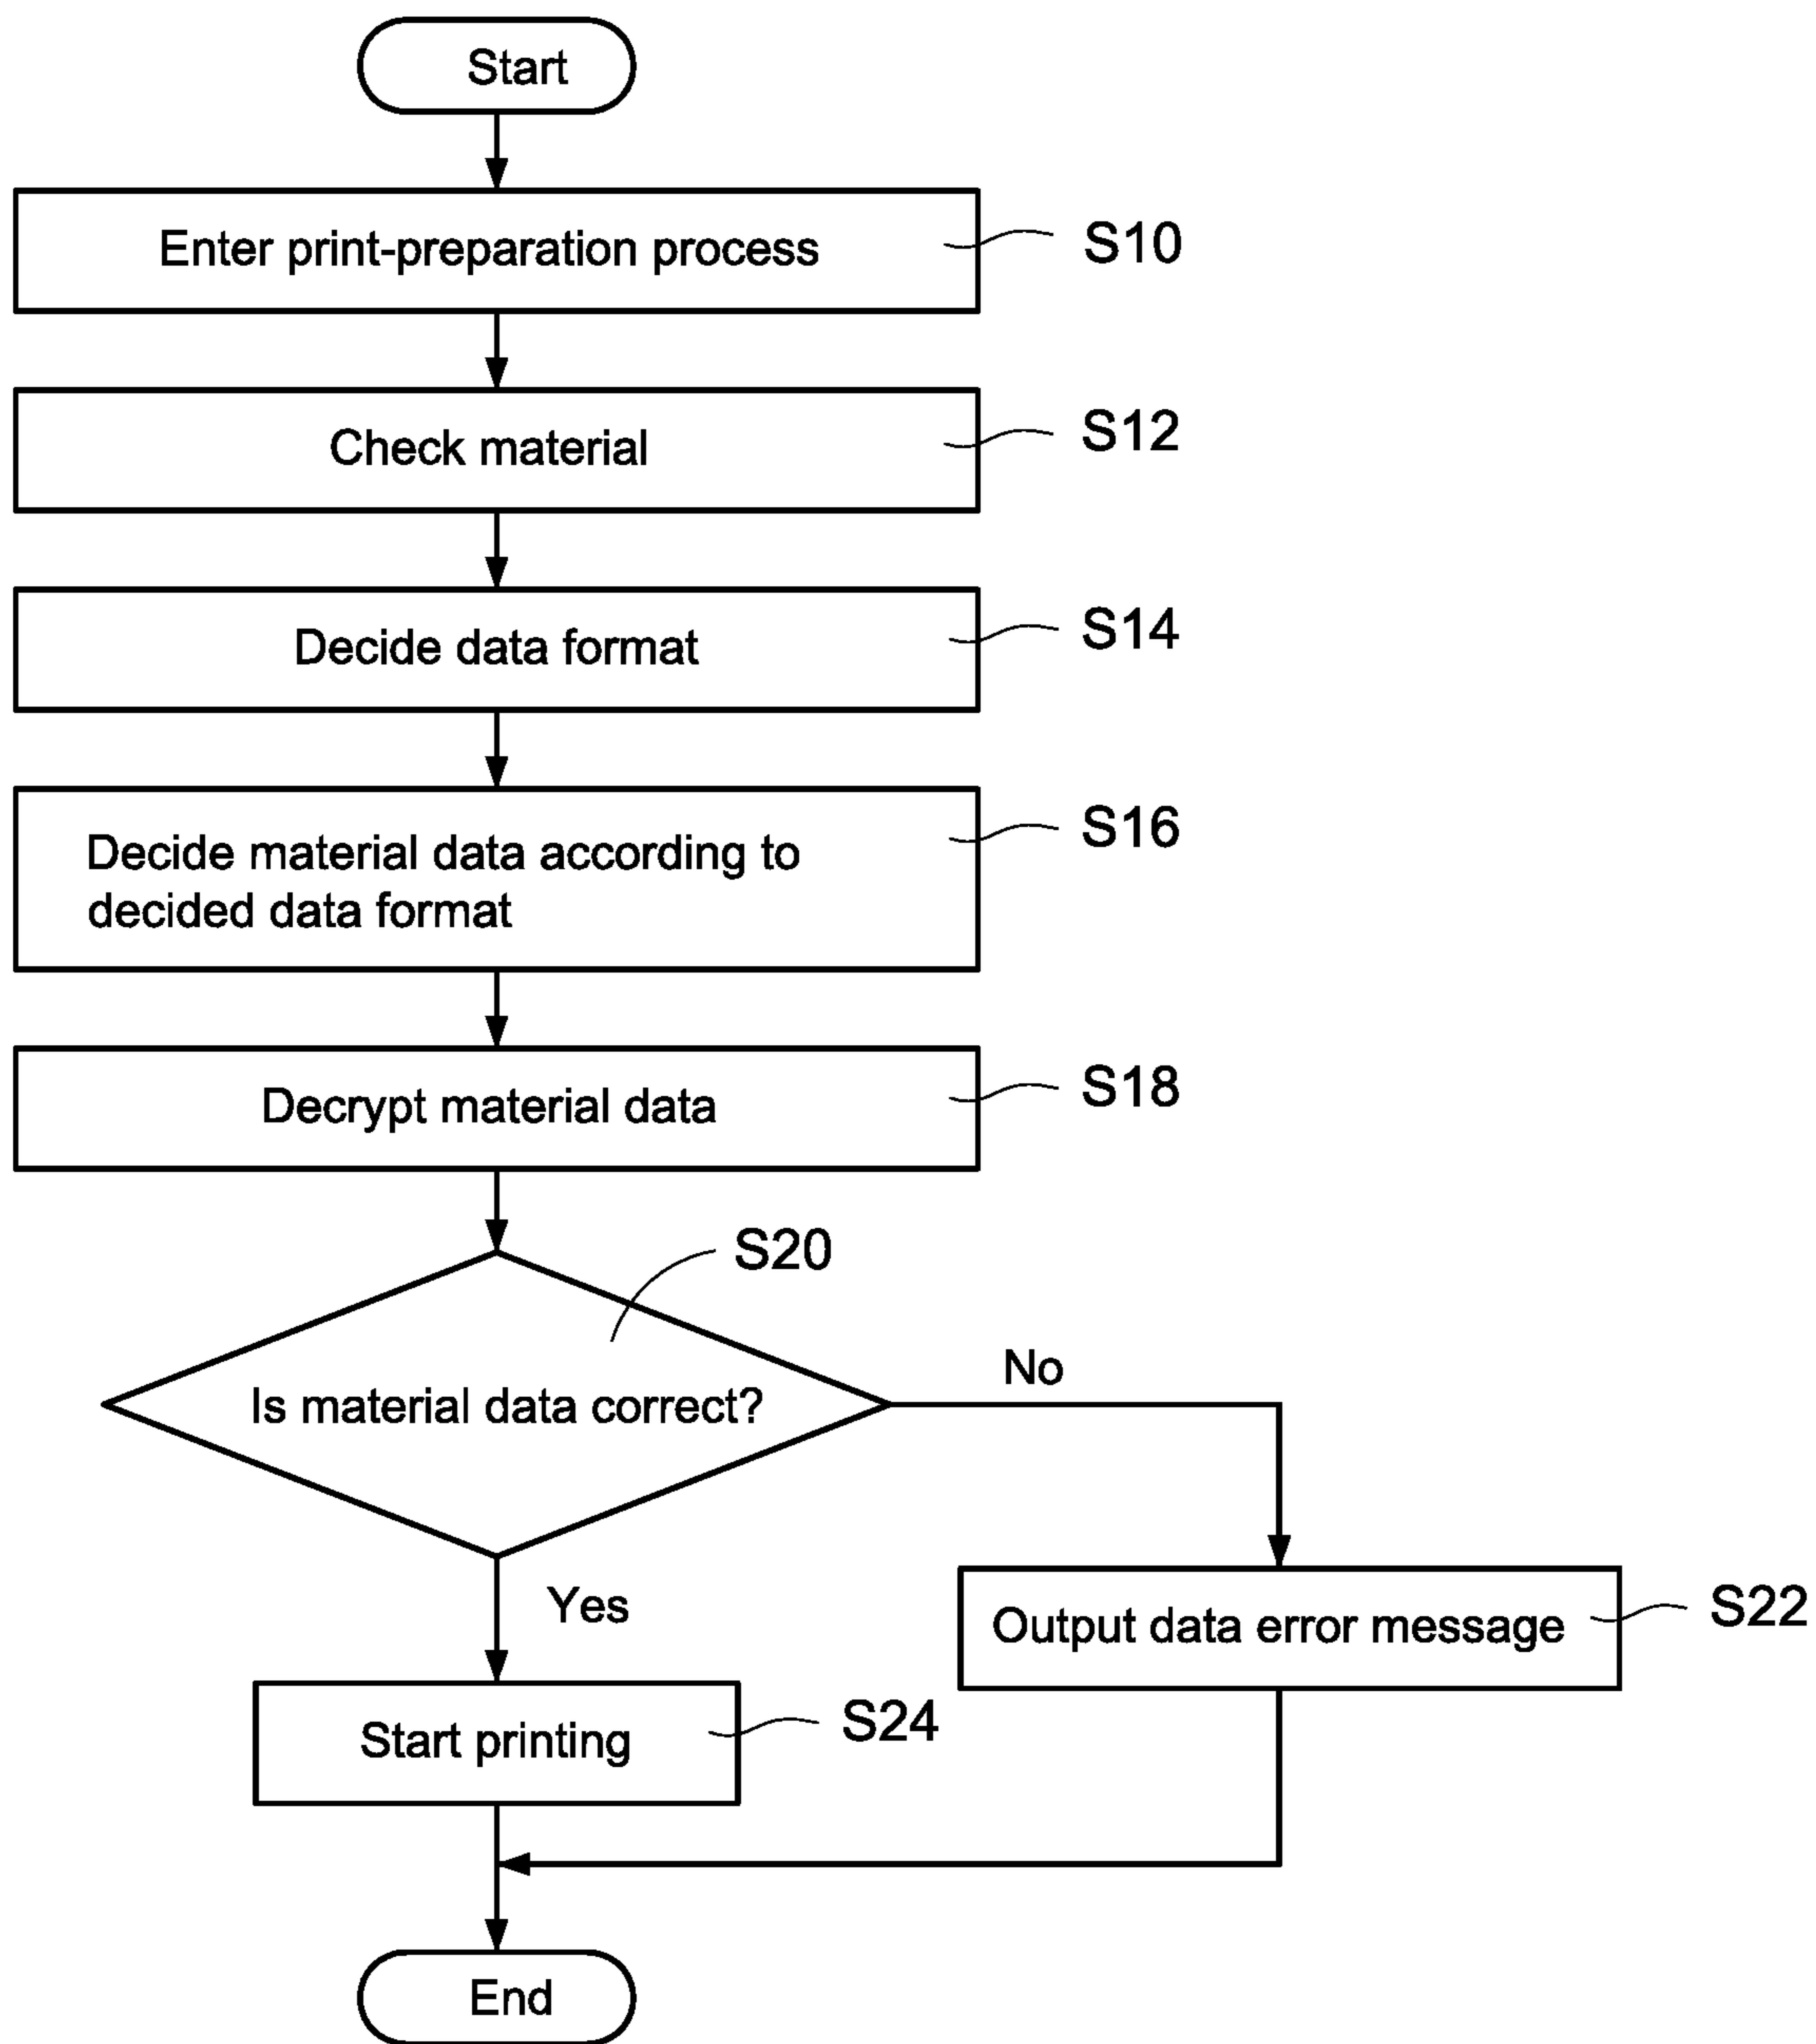 Start
Enter print-preparation process
S10
Check material
S12
Decide data format
S14
Decide material data according to
decided data format
S16
Decrypt material data
S18
S20
Is material data correct?
No
Yes
Output data error message
S22
Start printing
S24
End